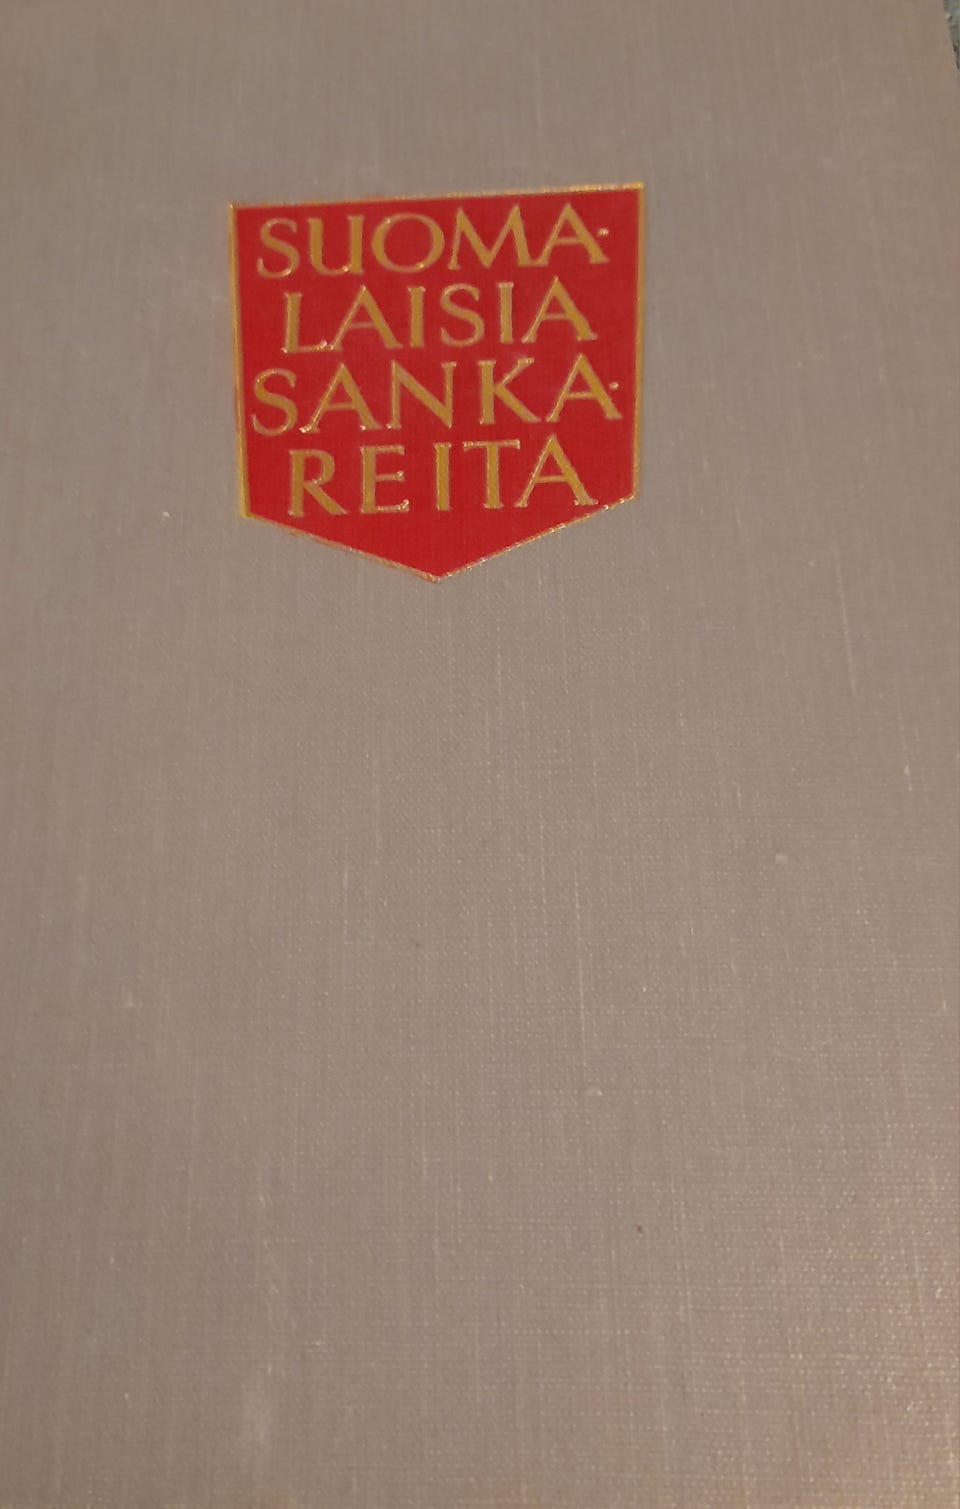 SUOMA-
LAISIA
SANKA-
REITA